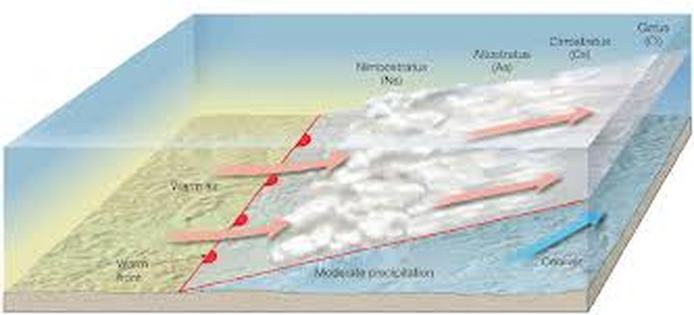 Cirrus
(Ci)
Cirrostratus
(Cs)
Altostratus
(As)
Nimbostratus
(Ns)
Warm air
Warm
front
Moderate precipitation
Cool air